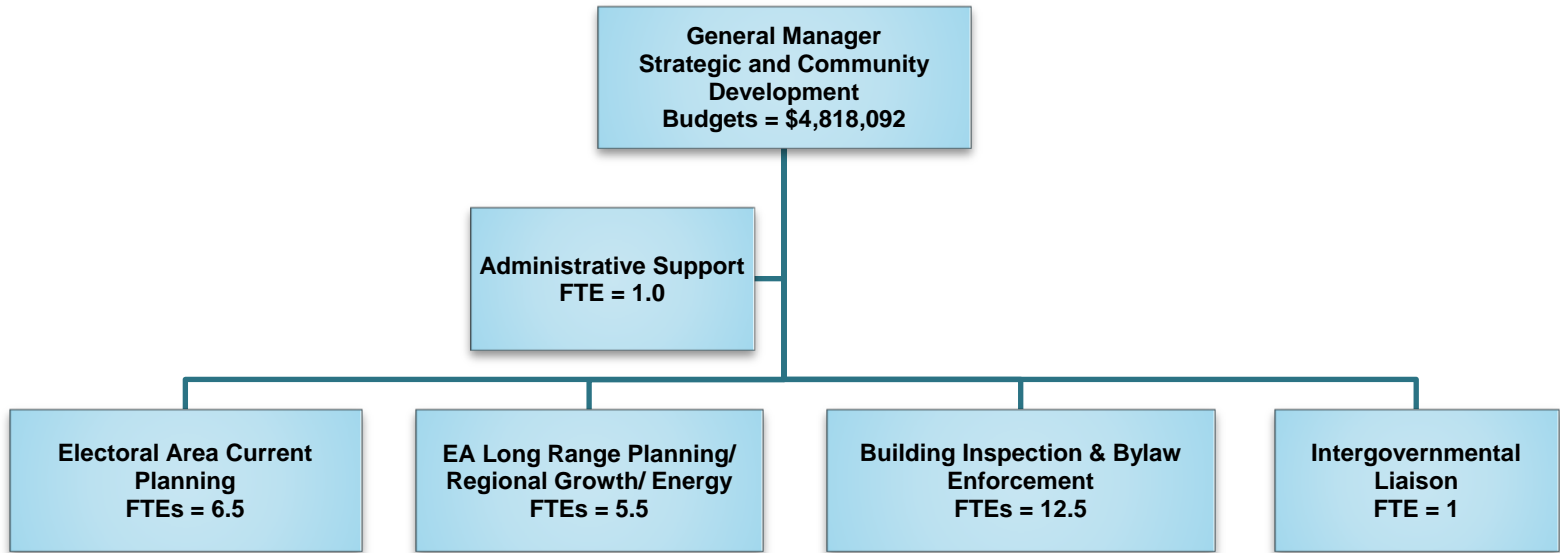 General Manager
Strategic and Community
Development
Budgets = $4,818,092
Administrative Support
FTE = 1.0
Electoral Area Current
Planning
FTEs = 6.5
EA Long Range Planning/
Regional Growth/ Energy
FTEs = 5.5
Building Inspection & Bylaw
Enforcement
FTEs = 12.5
Intergovernmental
Liaison
FTE = 1